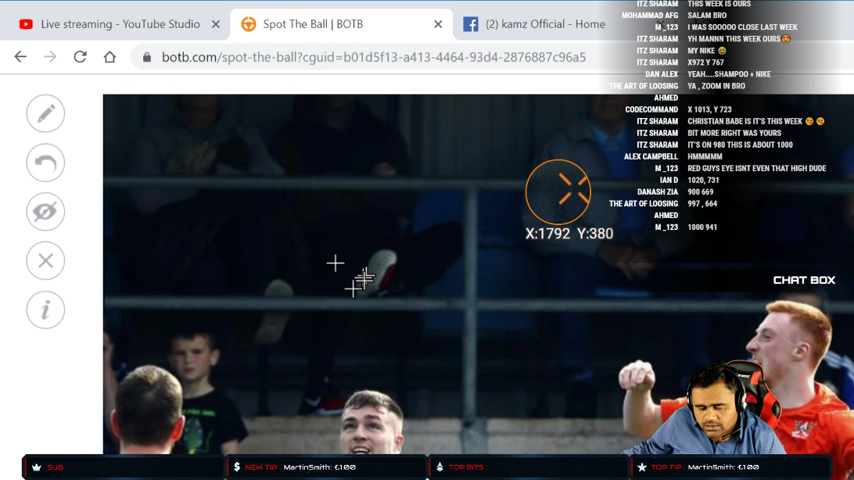 Live streaming - YouTube Studio
Spot The Ball | BOTB
(2) kamz Official - Home
botb.com/spot-the-ball?cguid=b01d5f13-a413-4464-93d4-2876887c96a5
ITZ SHARAM THIS WEEK IS OURS
MOHAMMAD AFG SALAM BRO
M_123 I WAS SOOOOO CLOSE LAST WEEK
ITZ SHARAM YH MANNN THIS WEEK OURS🥰
ITZ SHARAM MY NIKE 😄
ITZ SHARAM X972 Y 767
DAN ALEX YEAH....SHAMPOO + NIKE
THE ART OF LOOSING YA , ZOOM IN BRO
AHMED
CODECOMMAND X 1013, Y 723
ITZ SHARAM CHRISTIAN BABE IS IT'S THIS WEEK 😘 😘
ITZ SHARAM BIT MORE RIGHT WAS YOURS
ITZ SHARAM IT'S ON 980 THIS IS ABOUT 1000
ALEX CAMPBELL HMMMMM
M_123 RED GUYS EYE ISNT EVEN THAT HIGH DUDE
IAN D 1020, 731
DANASH ZIA 900 669
THE ART OF LOOSING 997 , 664
AHMED
M_123 1000 941
X:1792 Y:380
CHAT BOX
SUB
NEW TIP : MartinSmith: £1.00
TOP BITS
TOP TIP MartinSmith: £1.00